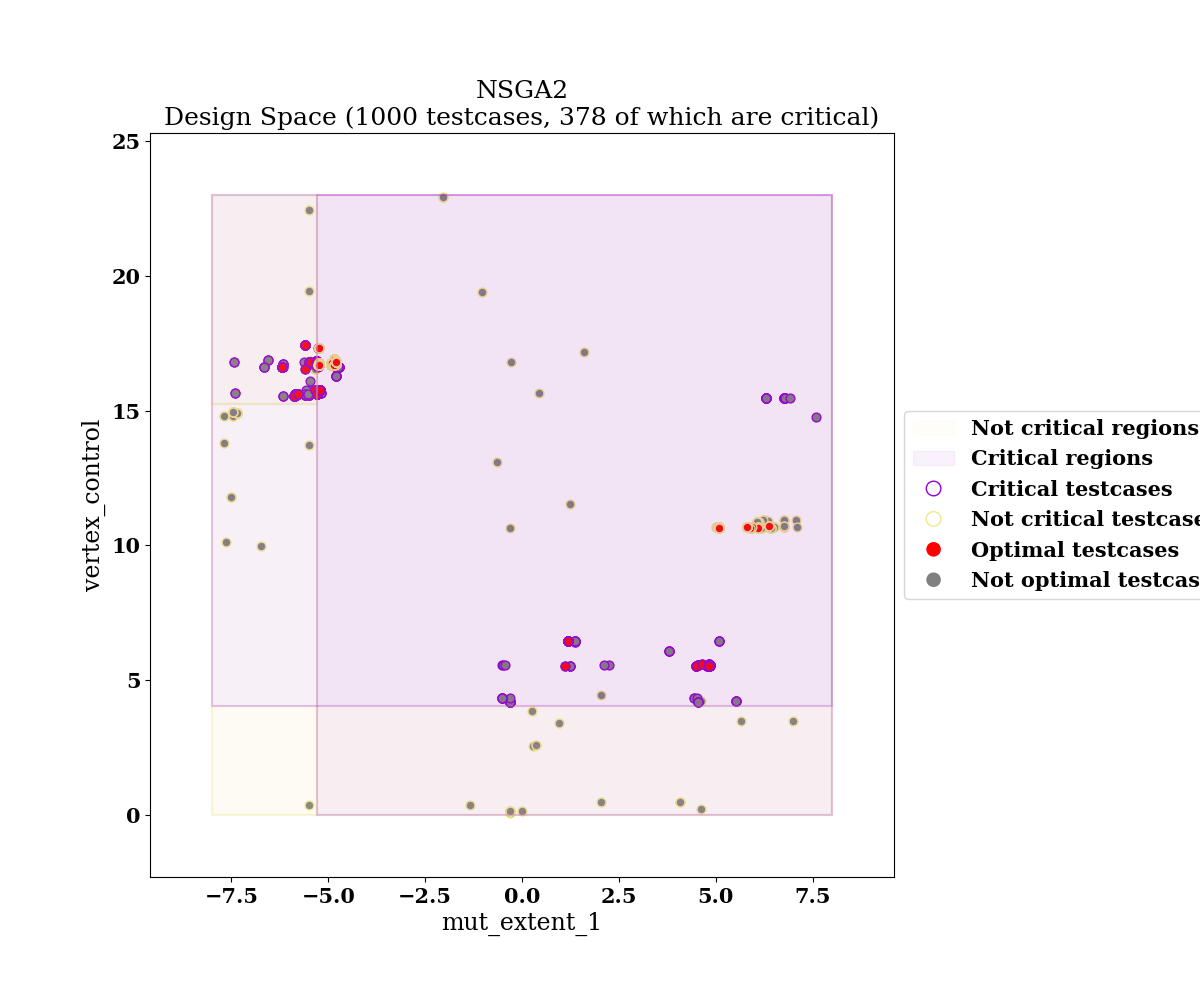 NSGA2
Design Space (1000 testcases, 378 of which are critical)
25
20
15
10
5
0
vertex_control
−7.5 −5.0 −2.5 0.0 2.5 5.0 7.5
mut_extent_1
Not critical regions
Critical regions
Critical testcases
Not critical testcase
Optimal testcases
Not optimal testcas